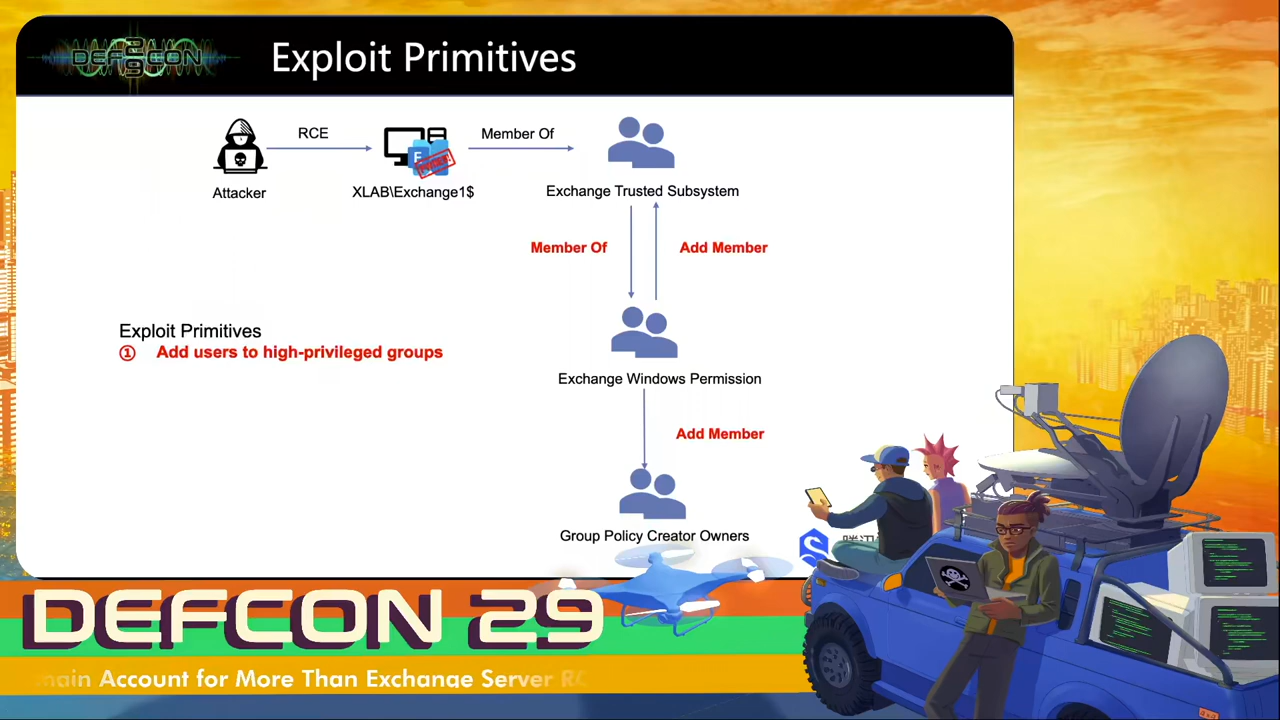 DEFCON
29
Exploit Primitives
RCE
Member Of
Attacker
XLAB\Exchange1$
Exchange Trusted Subsystem
Member Of
Add Member
Exploit Primitives
① Add users to high-privileged groups
Exchange Windows Permission
Add Member
Group Policy Creator Owners
DEFCON 29
Account for More Than Exchange Server